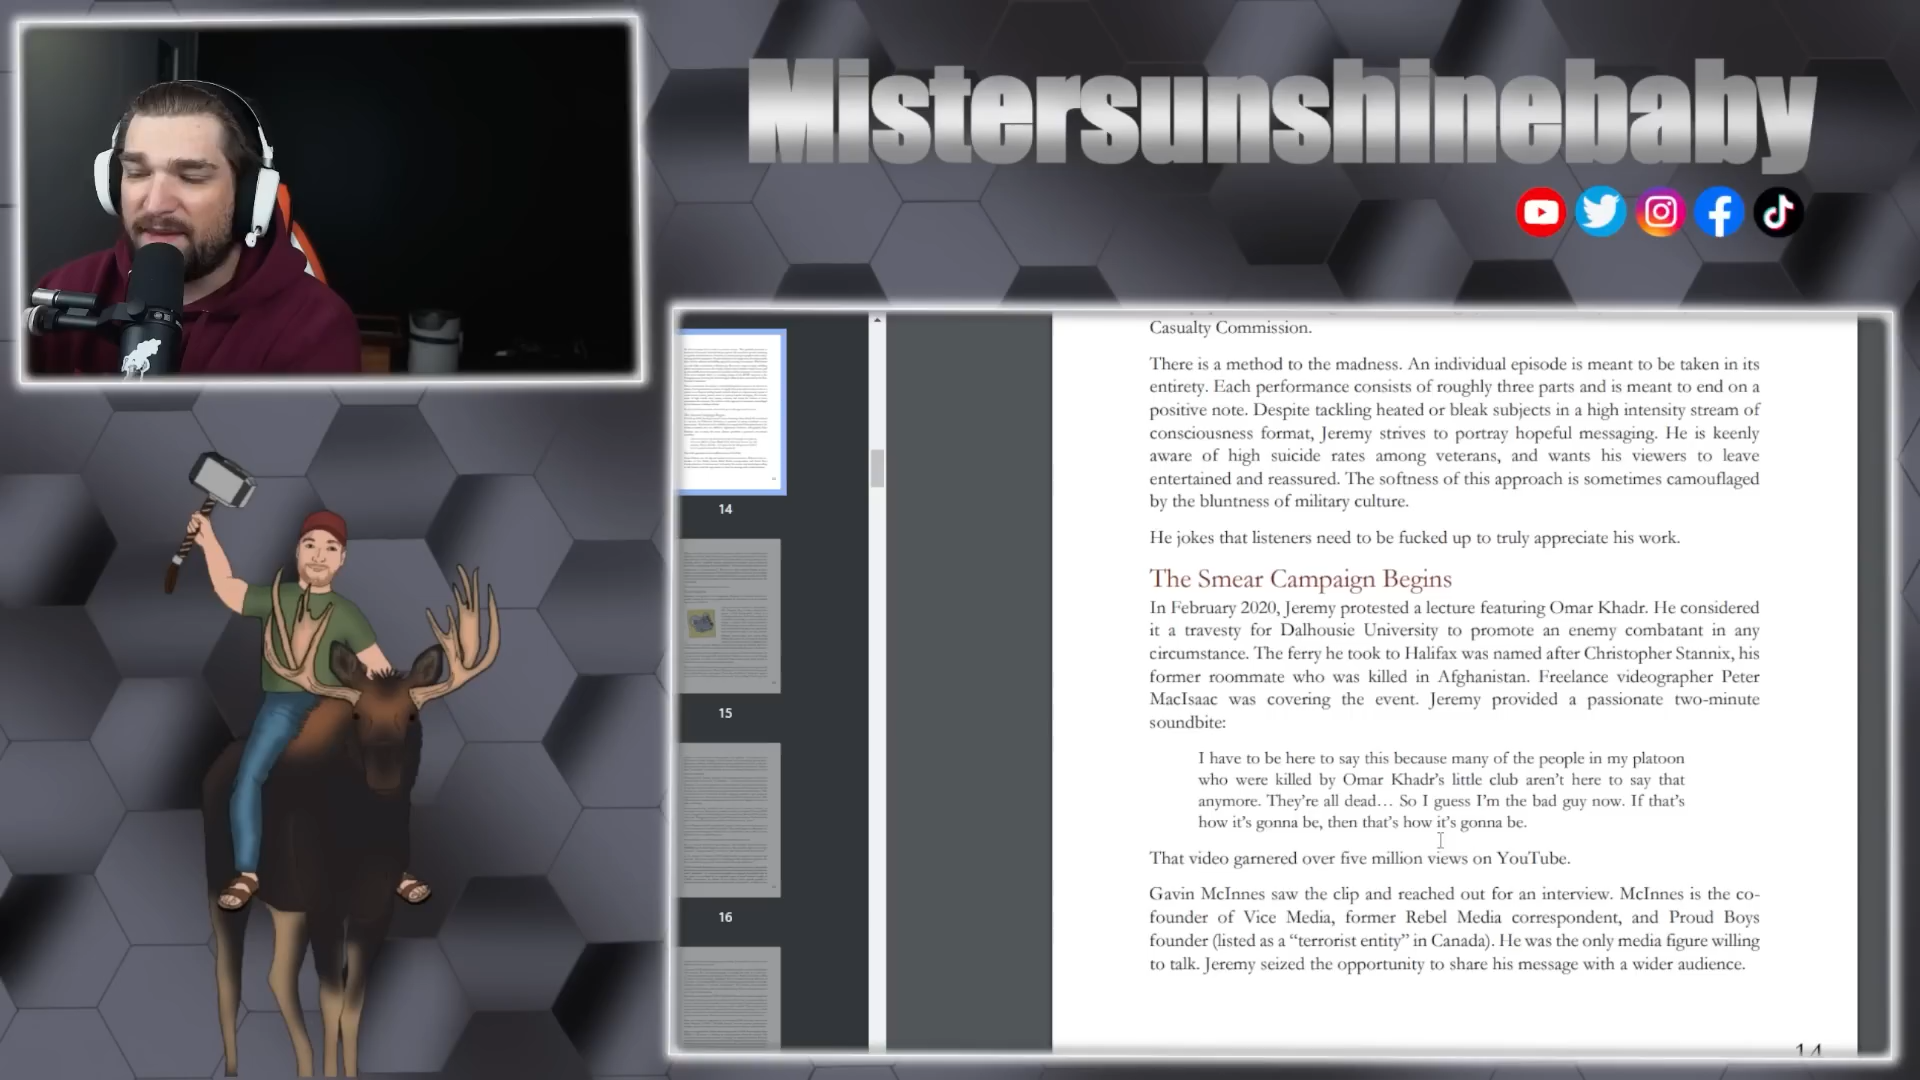 Mistersunshinebaby
Casualty Commission.
There is a method to the madness. An individual episode is meant to be taken in its
entirety. Each performance consists of roughly three parts and is meant to end on a
positive note. Despite tackling heated or bleak subjects in a high intensity stream of
consciousness format, Jeremy strives to portray hopeful messaging. He is keenly
aware of high suicide rates among veterans, and wants his viewers to leave
entertained and reassured. The softness of this approach is sometimes camouflaged
by the bluntness of military culture.
He jokes that listeners need to be fucked up to truly appreciate his work.
The Smear Campaign Begins
In February 2020, Jeremy protested a lecture featuring Omar Khadr. He considered
it a travesty for Dalhousie University to promote an enemy combatant in any
circumstance. The ferry he took to Halifax was named after Christopher Stannix, his
former roommate who was killed in Afghanistan. Freelance videographer Peter
MacIsaac was covering the event. Jeremy provided a passionate two-minute
soundbite:
I have to be here to say this because many of the people in my platoon
who were killed by Omar Khadr’s little club aren’t here to say that
anymore. They’re all dead… So I guess I’m the bad guy now. If that’s
how it’s gonna be, then that’s how it’s gonna be.
That video garnered over five million views on YouTube.
Gavin McInnes saw the clip and reached out for an interview. McInnes is the co-
founder of Vice Media, former Rebel Media correspondent, and Proud Boys
founder (listed as a “terrorist entity” in Canada). He was the only media figure willing
to talk. Jeremy seized the opportunity to share his message with a wider audience.
14
14
15
16